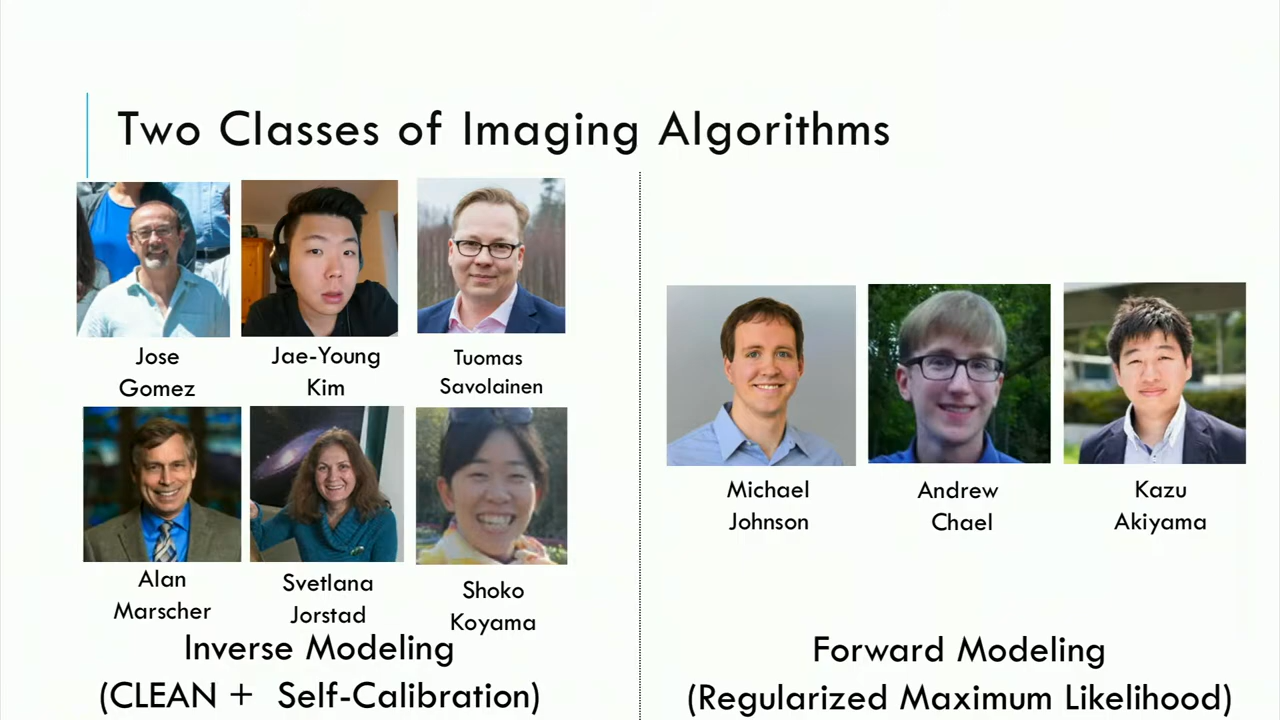 Two Classes of Imaging Algorithms
Jose
Gomez
Jae-Young
Kim
Tuomas
Savolainen
Alan
Marscher
Svetlana
Jorstad
Shoko
Koyama
Inverse Modeling
(CLEAN + Self-Calibration)
Michael
Johnson
Andrew
Chael
Kazu
Akiyama
Forward Modeling
(Regularized Maximum Likelihood)